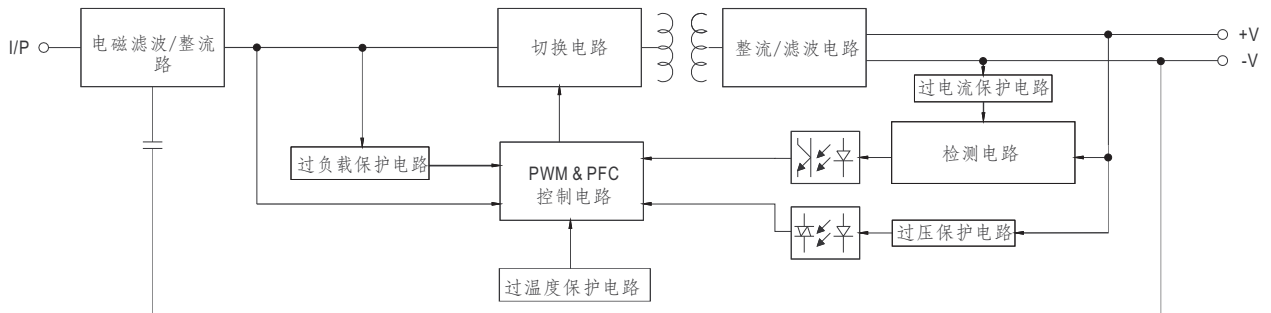 I/P
电磁滤波/整流
路
切换电路
整流/滤波电路
+V
-V
过电流保护电路
检测电路
过负载保护电路
PWM & PFC
控制电路
过压保护电路
过温度保护电路